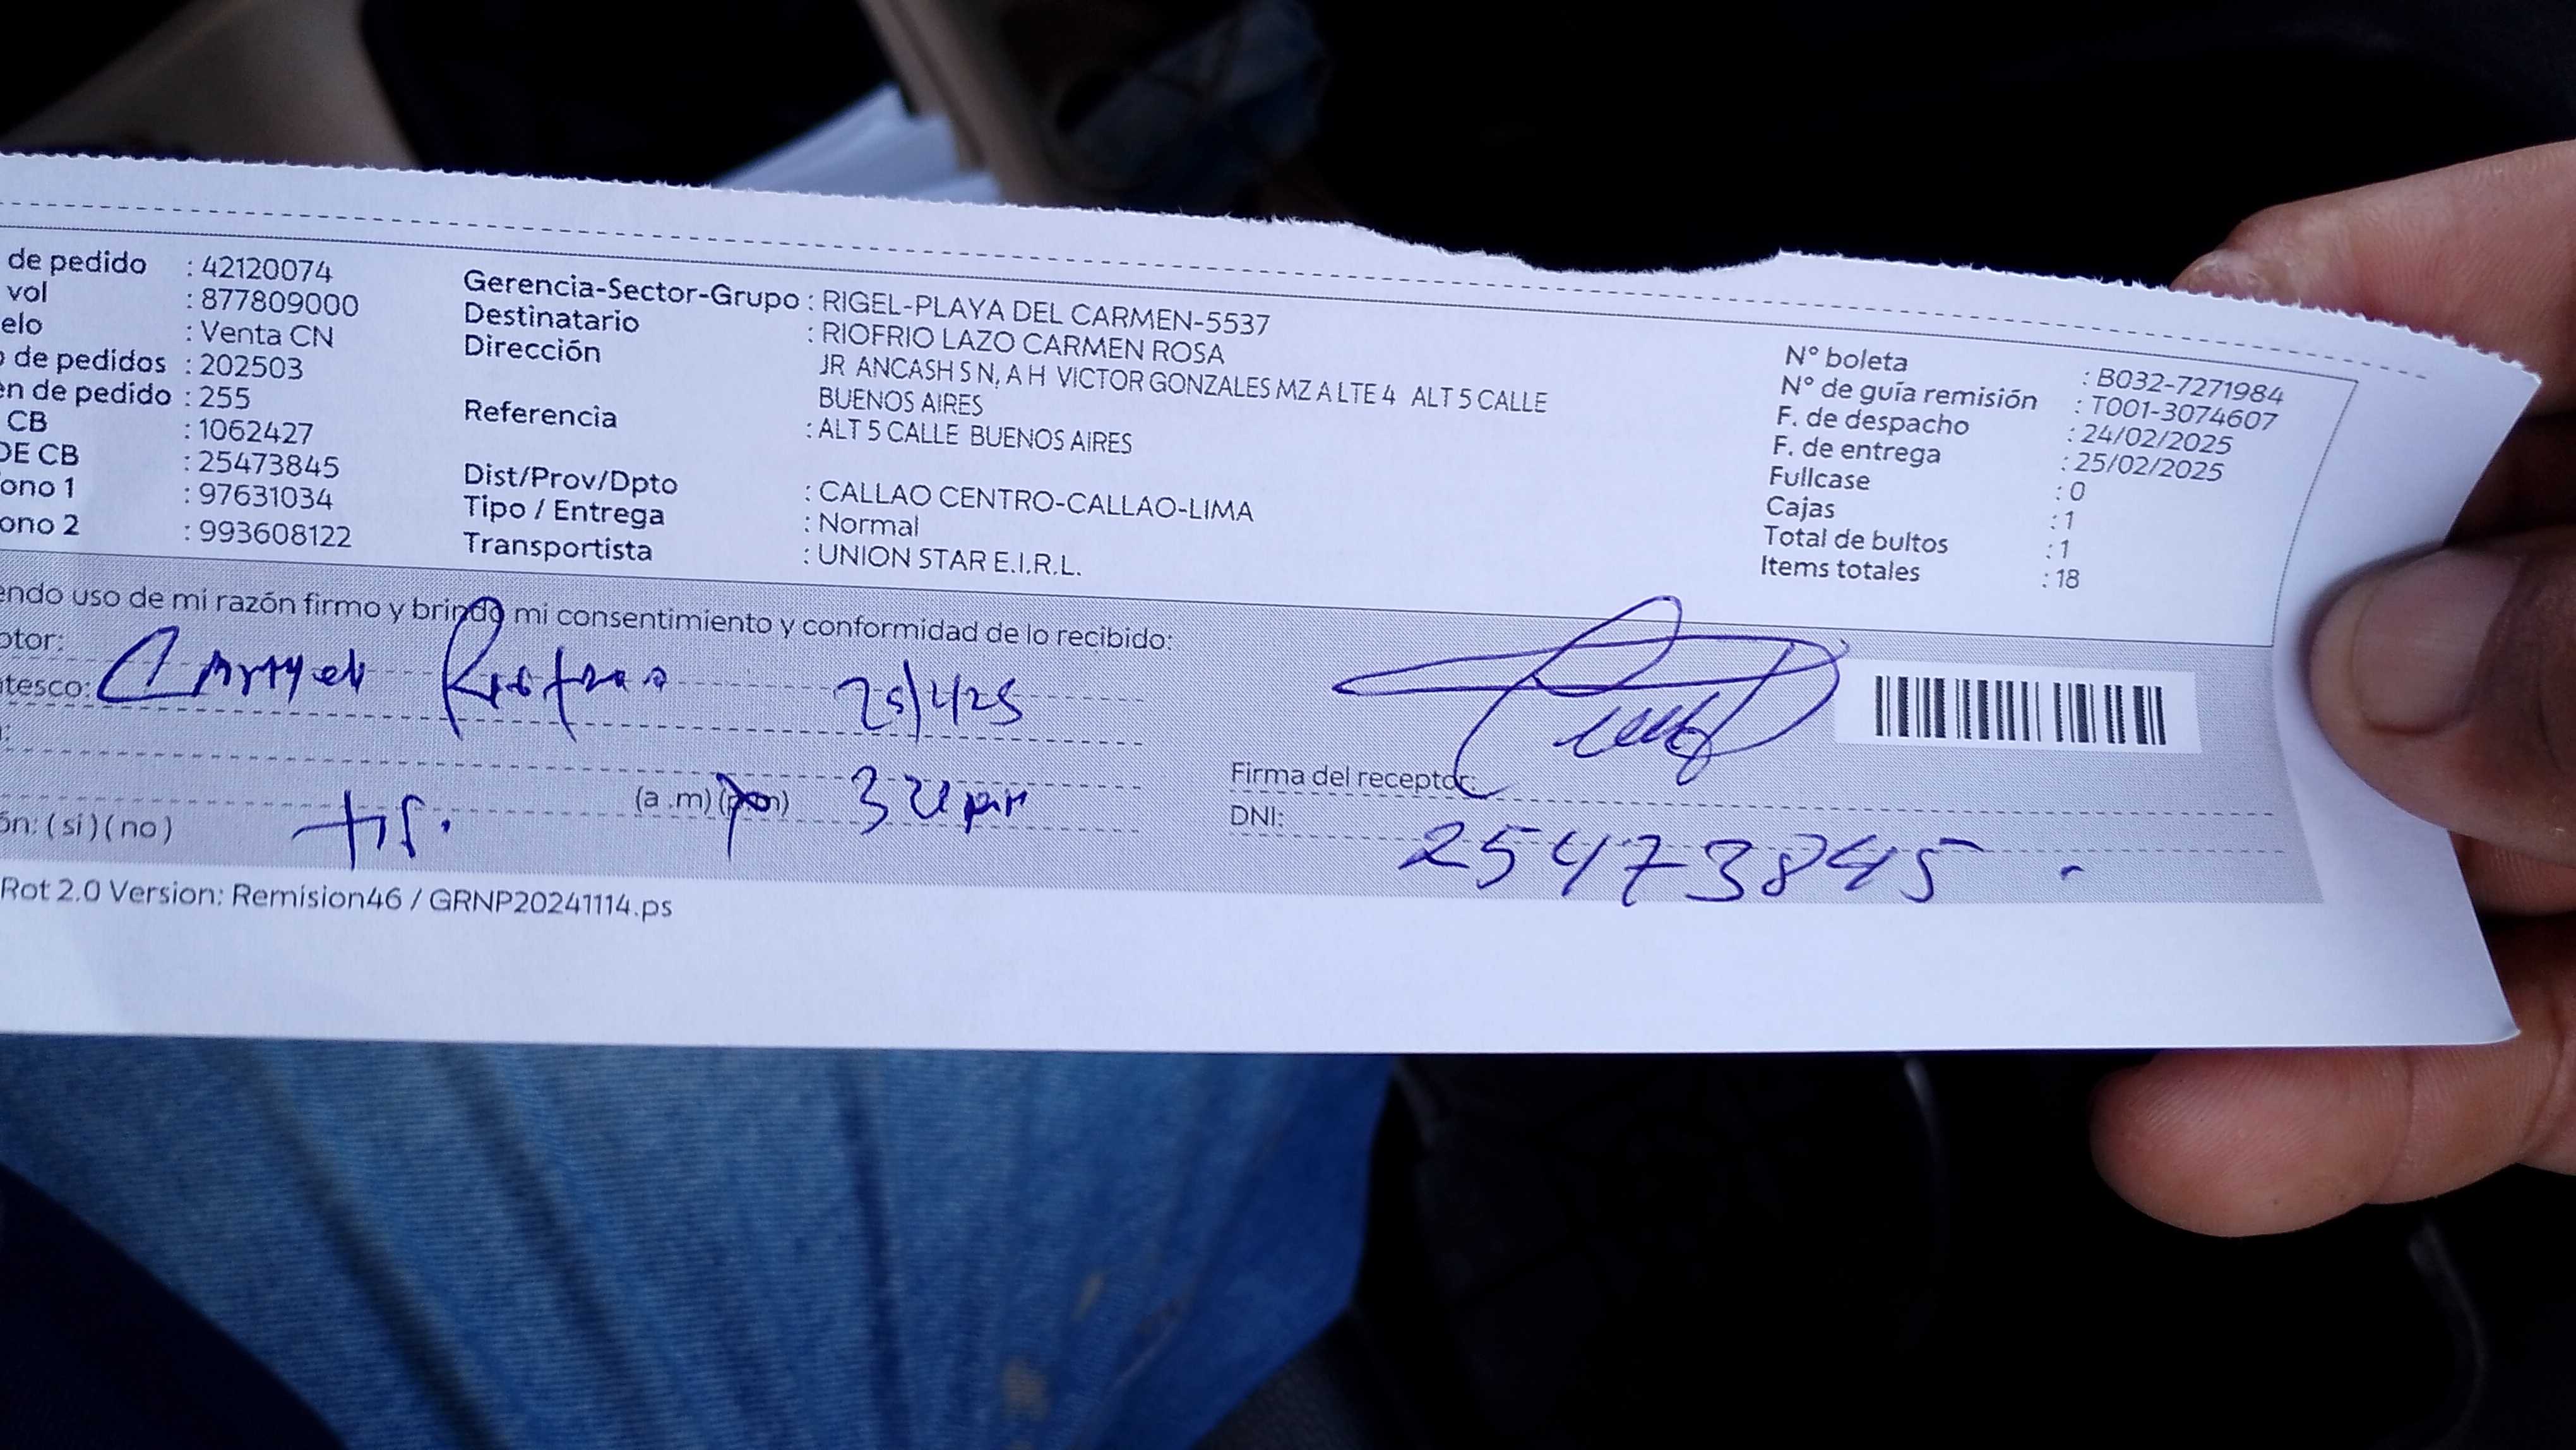 de pedido : 42120074
vol : 877809000
elo : Venta CN
de pedidos : 202503
en de pedido : 255
CB : 1062427
DE CB : 25473845
ono 1 : 97631034
ono 2 : 993608122
Gerencia-Sector-Grupo : RIGEL-PLAYA DEL CARMEN-5537
Destinatario : RIOFRIO LAZO CARMEN ROSA
Dirección JR ANCASH S N, A H VICTOR GONZALES MZ A LTE 4 ALT 5 CALLE
BUENOS AIRES
Referencia : ALT 5 CALLE BUENOS AIRES
Dist/Prov/Dpto : CALLAO CENTRO-CALLAO-LIMA
Tipo / Entrega : Normal
Transportista : UNION STAR E.I.R.L.
N° boleta : B032-7271984
N° de guía remisión : T001-3074607
F. de despacho : 24/02/2025
F. de entrega : 25/02/2025
Fullcase : 0
Cajas : 1
Total de bultos : 1
Items totales : 18
endo uso de mi razón firmo y brindo mi consentimiento y conformidad de lo recibido:
ptor:
tesco: Carmen Riofrio
(a .m) (p.m)
ón: ( si ) ( no ) tit.
Firma del receptor:
DNI: 25473845
Rot 2.0 Version: Remision46 / GRNP20241114.ps